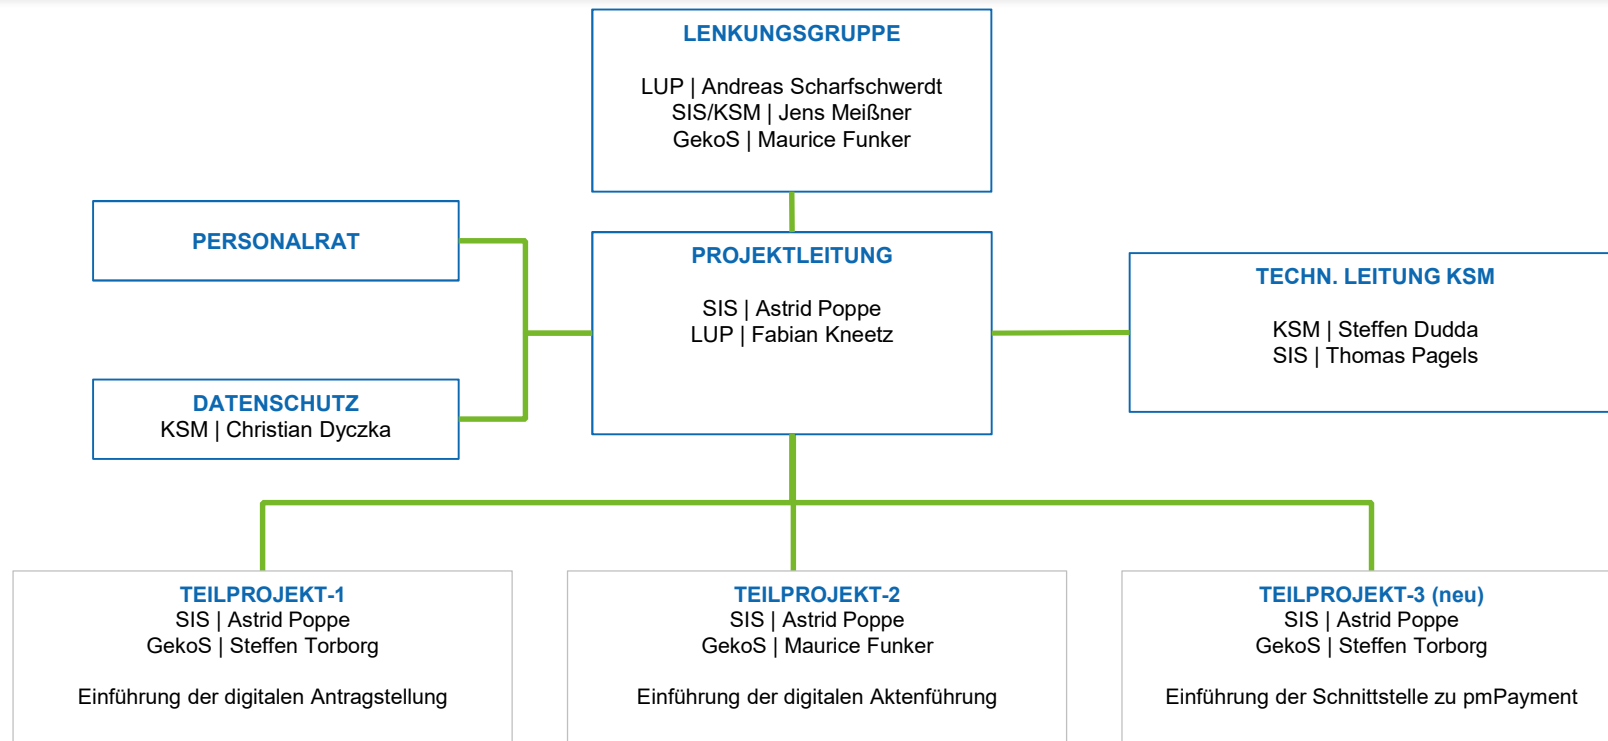 LENKUNGSGRUPPE
LUP | Andreas Scharfschwerdt
SIS/KSM | Jens Meißner
GekoS | Maurice Funker
PERSONALRAT
PROJEKTLEITUNG
SIS | Astrid Poppe
LUP | Fabian Kneetz
TECHN. LEITUNG KSM
KSM | Steffen Dudda
SIS | Thomas Pagels
DATENSCHUTZ
KSM | Christian Dyczka
TEILPROJEKT-1
SIS | Astrid Poppe
GekoS | Steffen Torborg
Einführung der digitalen Antragstellung
TEILPROJEKT-2
SIS | Astrid Poppe
GekoS | Maurice Funker
Einführung der digitalen Aktenführung
TEILPROJEKT-3 (neu)
SIS | Astrid Poppe
GekoS | Steffen Torborg
Einführung der Schnittstelle zu pmPayment